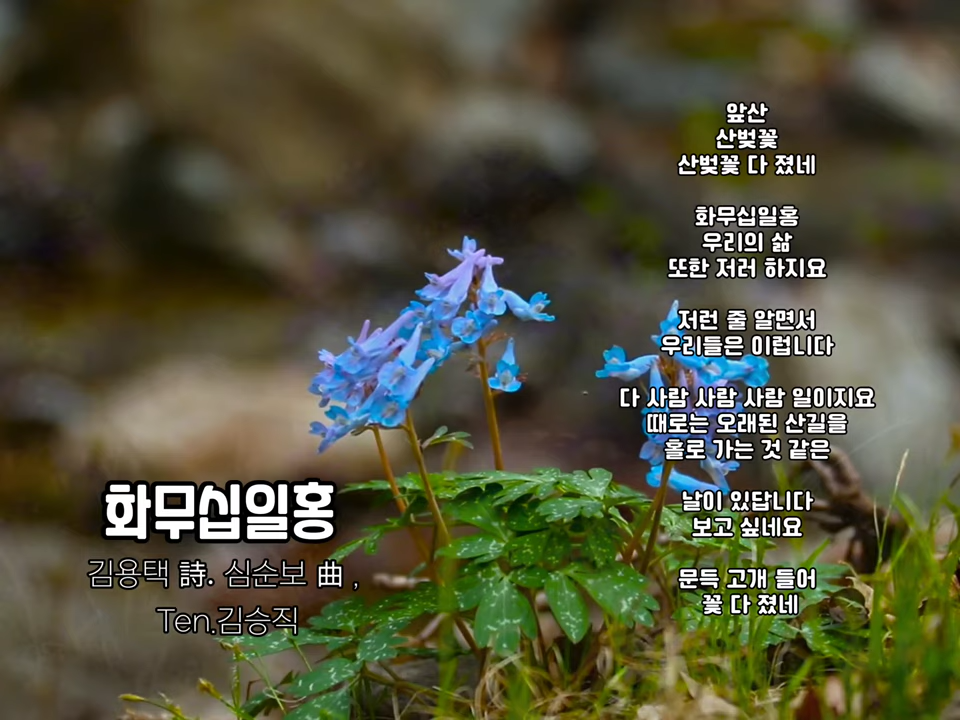 앞산
산벚꽃
산벚꽃 다 졌네
화무십일홍
우리의 삶
또한 저러 하지요
저런 줄 알면서
우리들은 이럽니다
다 사람 사람 사람 일이지요
때로는 오래된 산길을
홀로 가는 것 같은
날이 있답니다
보고 싶네요
문득 고개 들어
꽃 다 졌네
화무십일홍
김용택 詩. 심순보 曲 ,
Ten.김승직